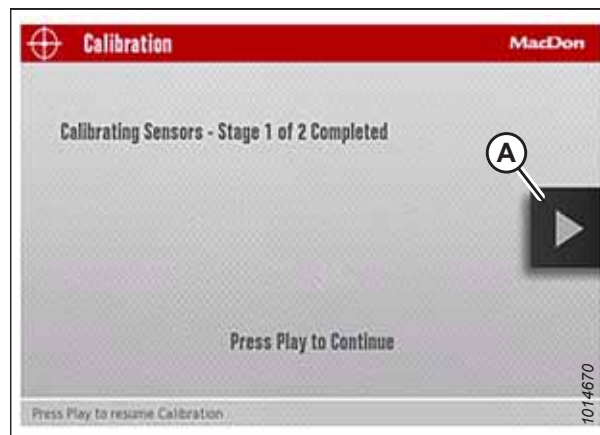 Calibration
MacDon
Calibrating Sensors - Stage 1 of 2 Completed
A
Press Play to Continue
Press Play to resume Calibration
1014670